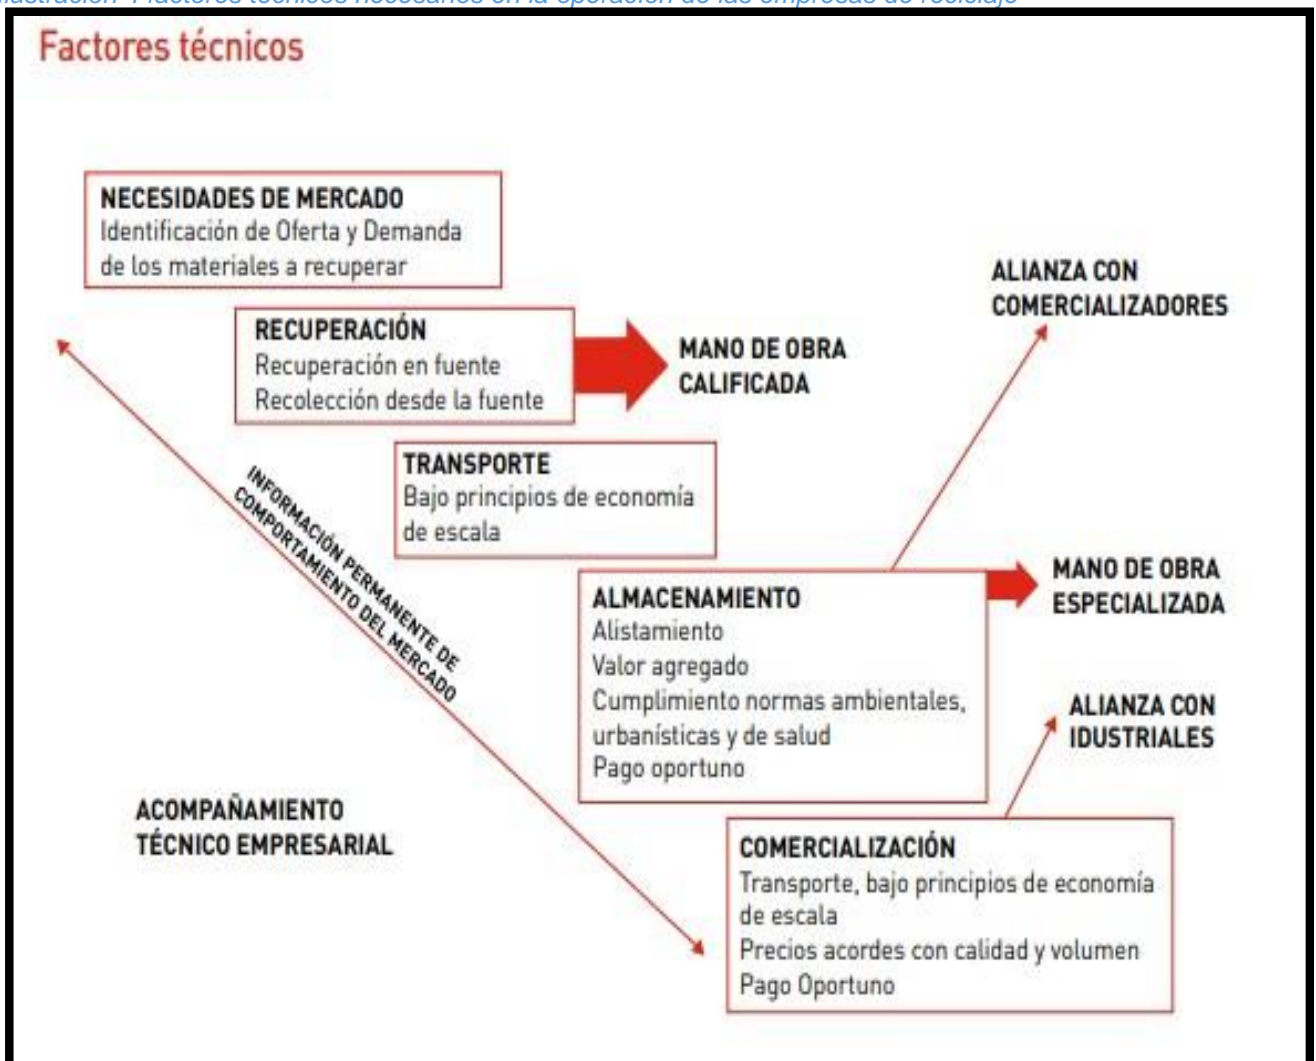 Factores técnicos
NECESIDADES DE MERCADO
Identificación de Oferta y Demanda
de los materiales a recuperar
RECUPERACIÓN
Recuperación en fuente
Recolección desde la fuente
MANO DE OBRA
CALIFICADA
ALIANZA CON
COMERCIALIZADORES
TRANSPORTE
Bajo principios de economía
de escala
INFORMACIÓN PERMANENTE DE
COMPORTAMIENTO DEL MERCADO
ALMACENAMIENTO
Alistamiento
Valor agregado
Cumplimiento normas ambientales,
urbanísticas y de salud
Pago oportuno
MANO DE OBRA
ESPECIALIZADA
ALIANZA CON
IDUSTRIALES
ACOMPAÑAMIENTO
TÉCNICO EMPRESARIAL
COMERCIALIZACIÓN
Transporte, bajo principios de economía
de escala
Precios acordes con calidad y volumen
Pago Oportuno